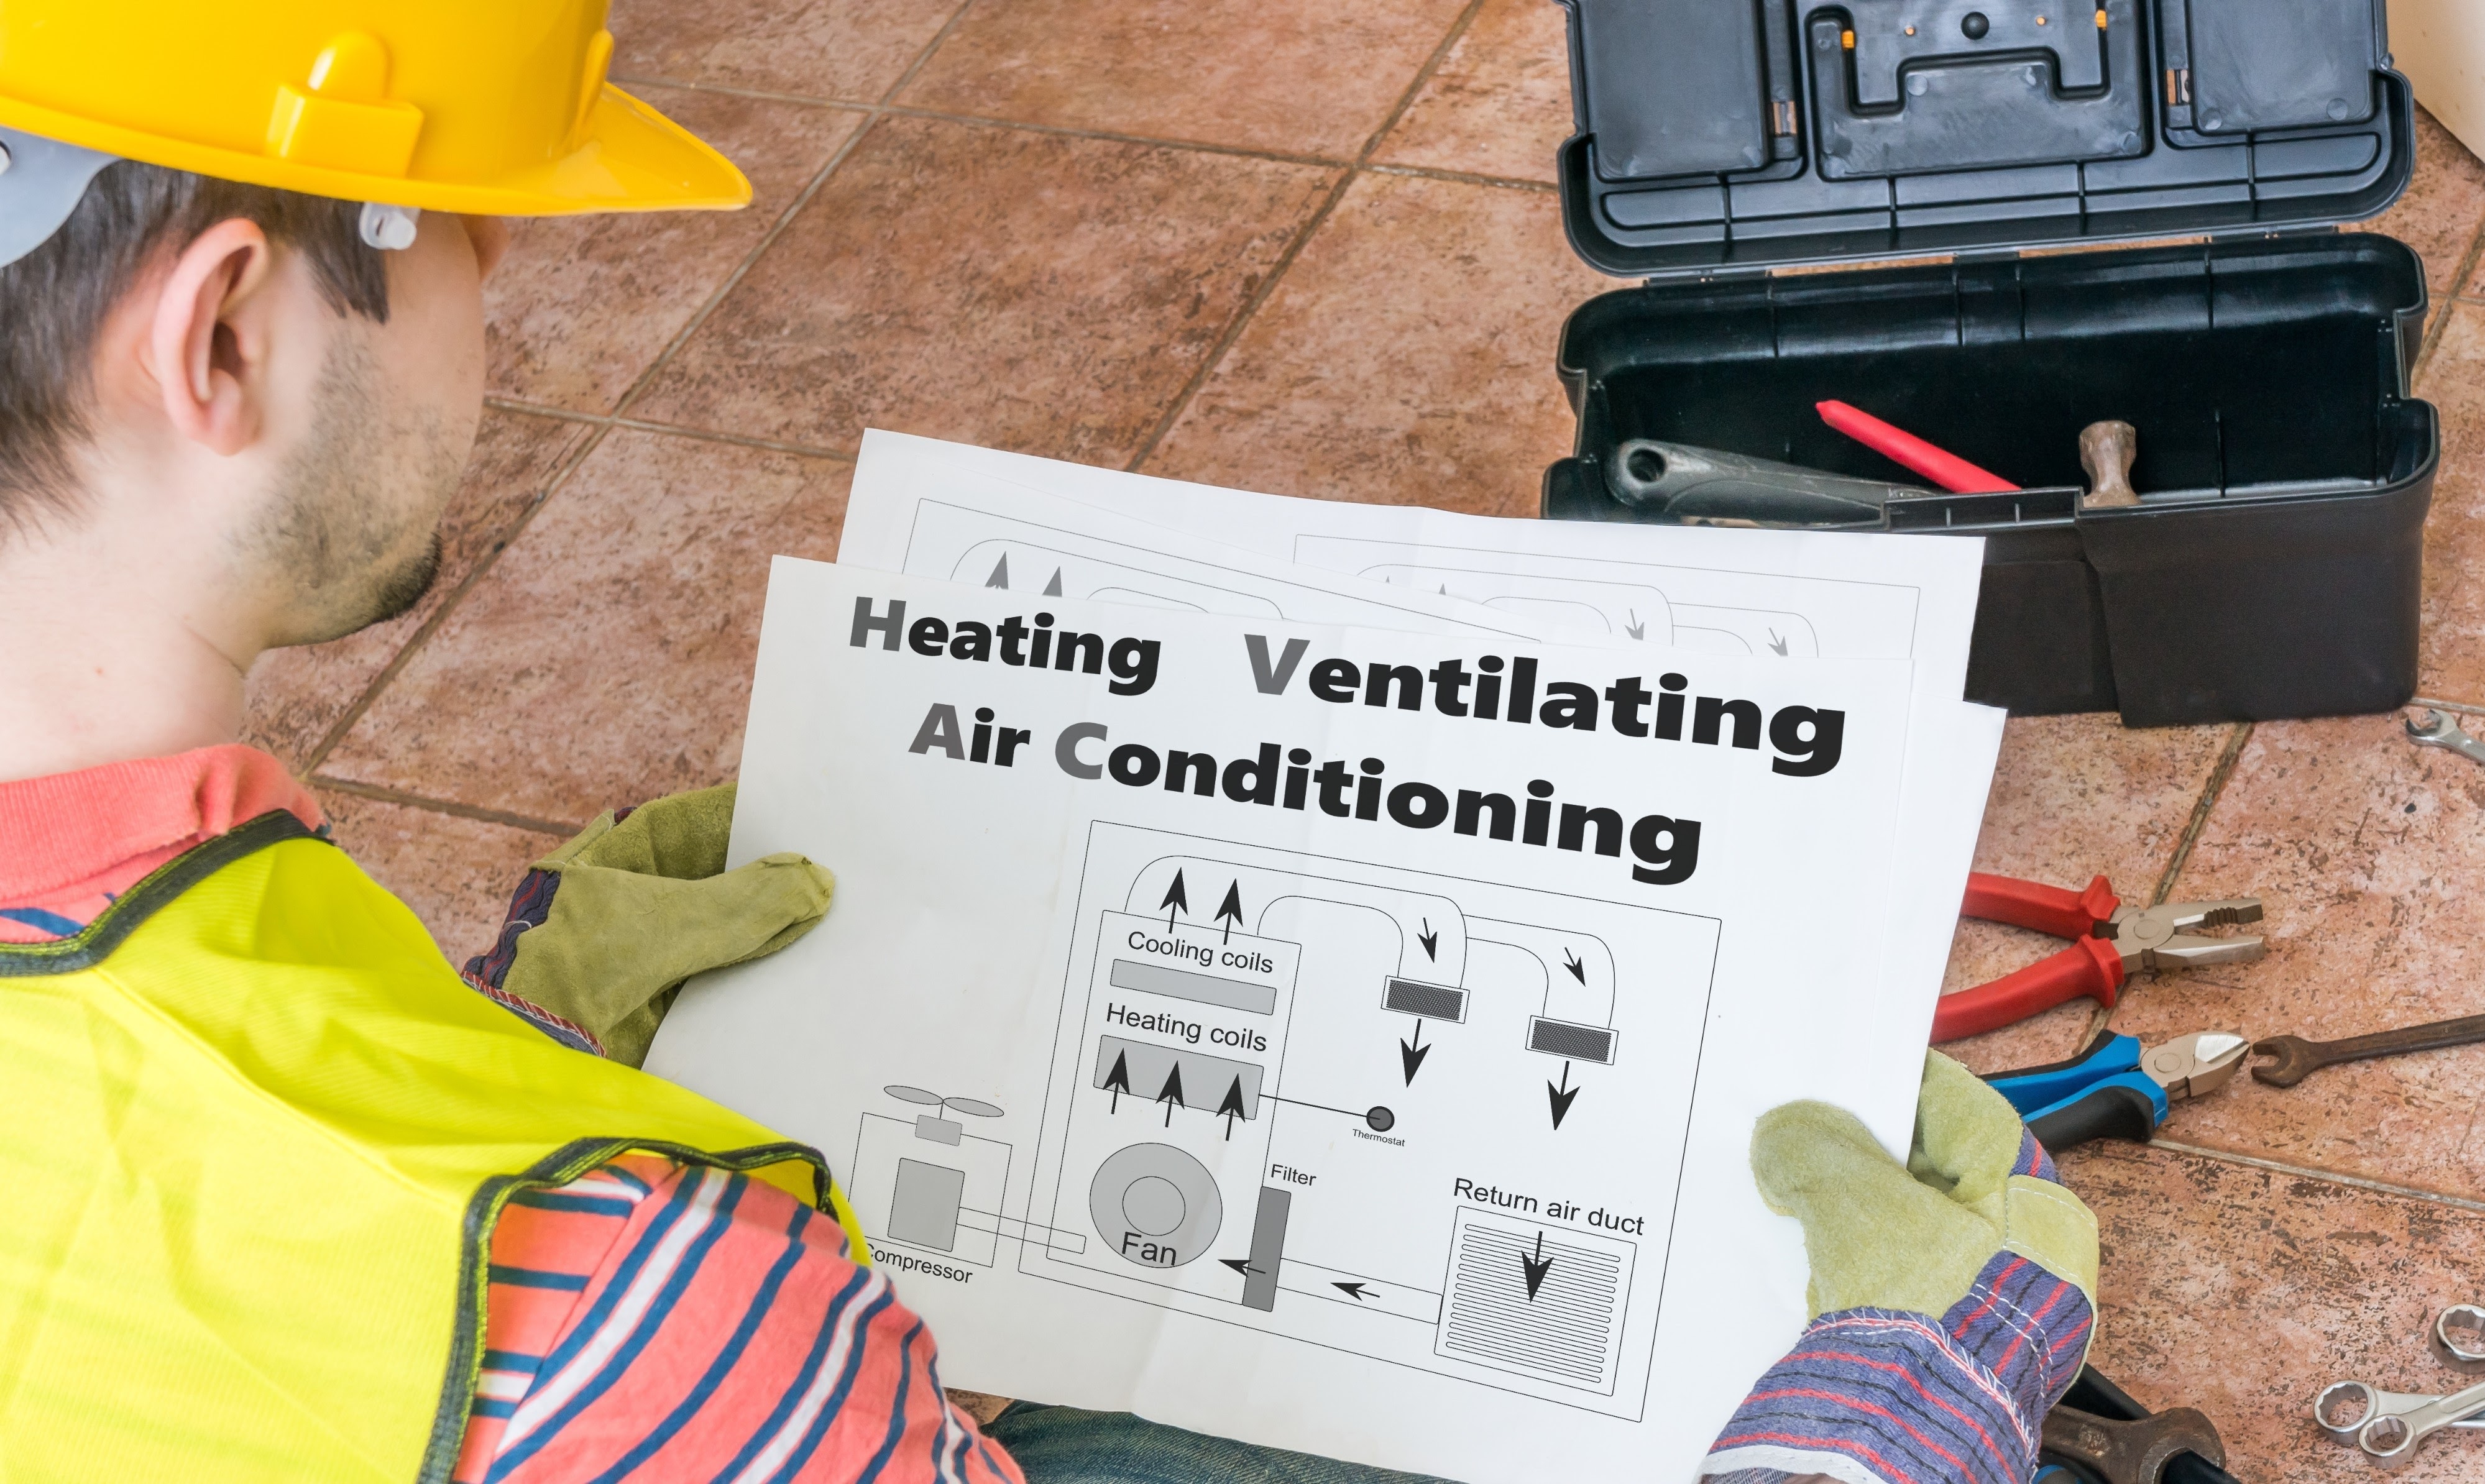 Heating Ventilating
Air Conditioning
Cooling coils
Heating coils
Thermostat
Filter
Return air duct
Fan
Compressor